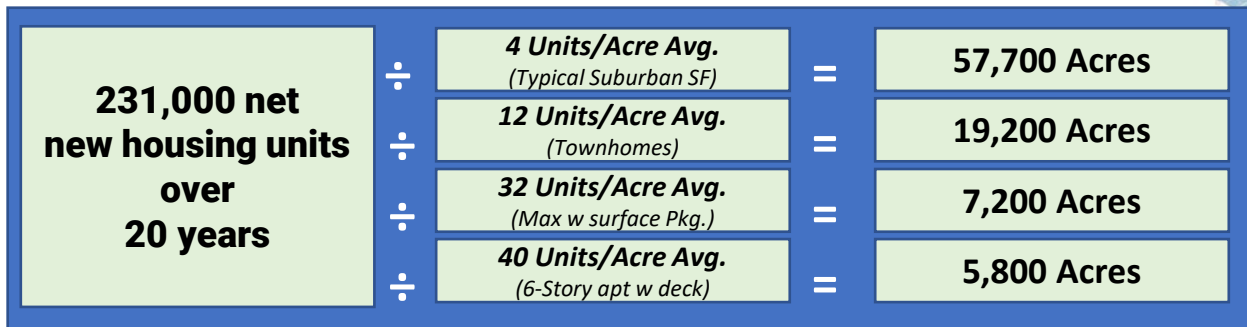 231,000 net
new housing units
over
20 years
÷
4 Units/Acre Avg.
(Typical Suburban SF)
=
57,700 Acres
÷
12 Units/Acre Avg.
(Townhomes)
=
19,200 Acres
÷
32 Units/Acre Avg.
(Max w surface Pkg.)
=
7,200 Acres
÷
40 Units/Acre Avg.
(6-Story apt w deck)
=
5,800 Acres